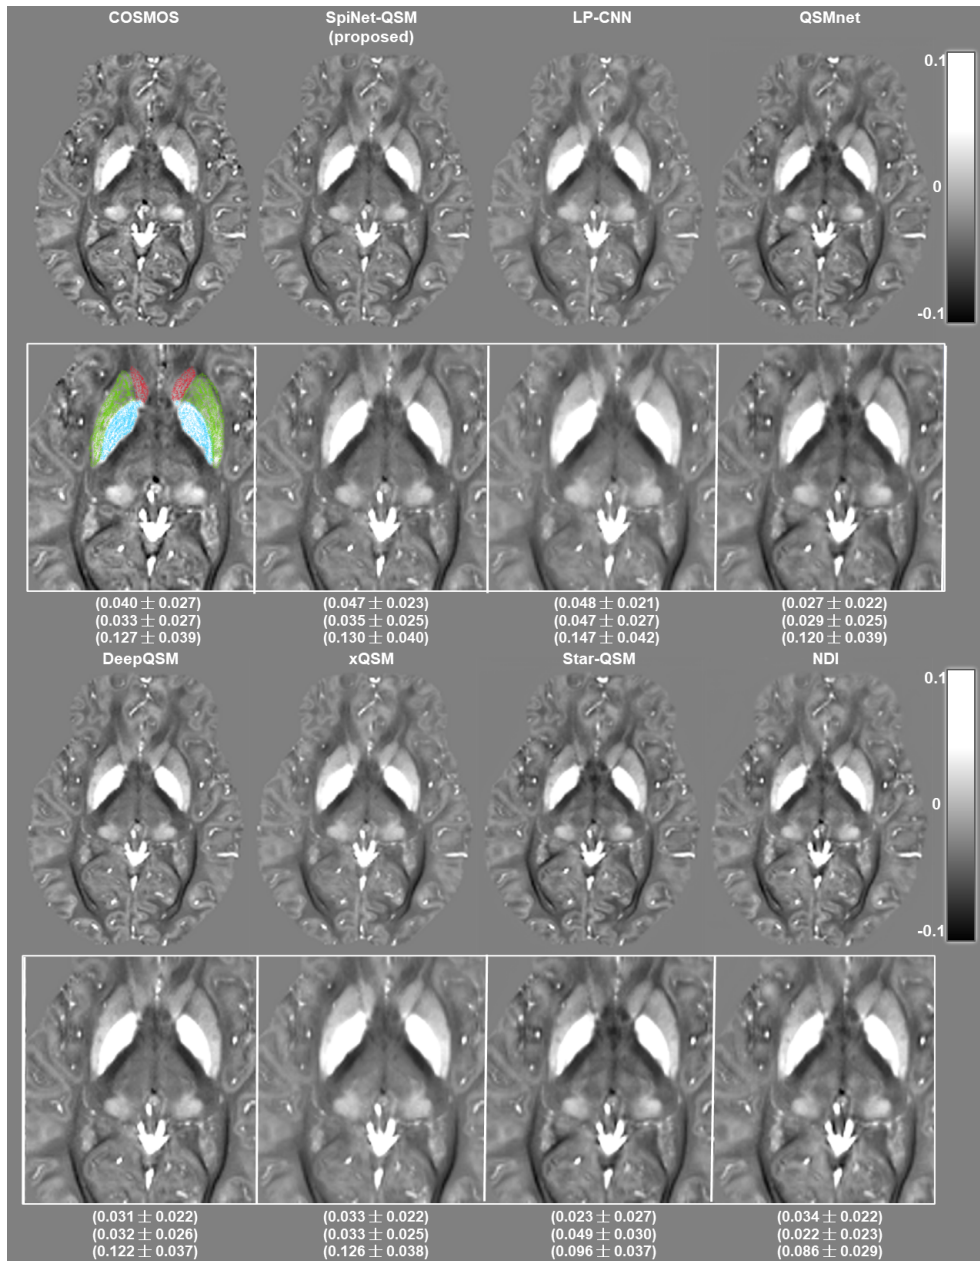 COSMOS SpiNet-QSM LP-CNN QSMnet
(proposed)
0.1
0
-0.1
(0.040 ± 0.027) (0.047 ± 0.023) (0.048 ± 0.021) (0.027 ± 0.022)
(0.033 ± 0.027) (0.035 ± 0.025) (0.047 ± 0.027) (0.029 ± 0.025)
(0.127 ± 0.039) (0.130 ± 0.040) (0.147 ± 0.042) (0.120 ± 0.039)
DeepQSM xQSM Star-QSM NDI
0.1
0
-0.1
(0.031 ± 0.022) (0.033 ± 0.022) (0.023 ± 0.027) (0.034 ± 0.022)
(0.032 ± 0.026) (0.033 ± 0.025) (0.049 ± 0.030) (0.022 ± 0.023)
(0.122 ± 0.037) (0.126 ± 0.038) (0.096 ± 0.037) (0.086 ± 0.029)